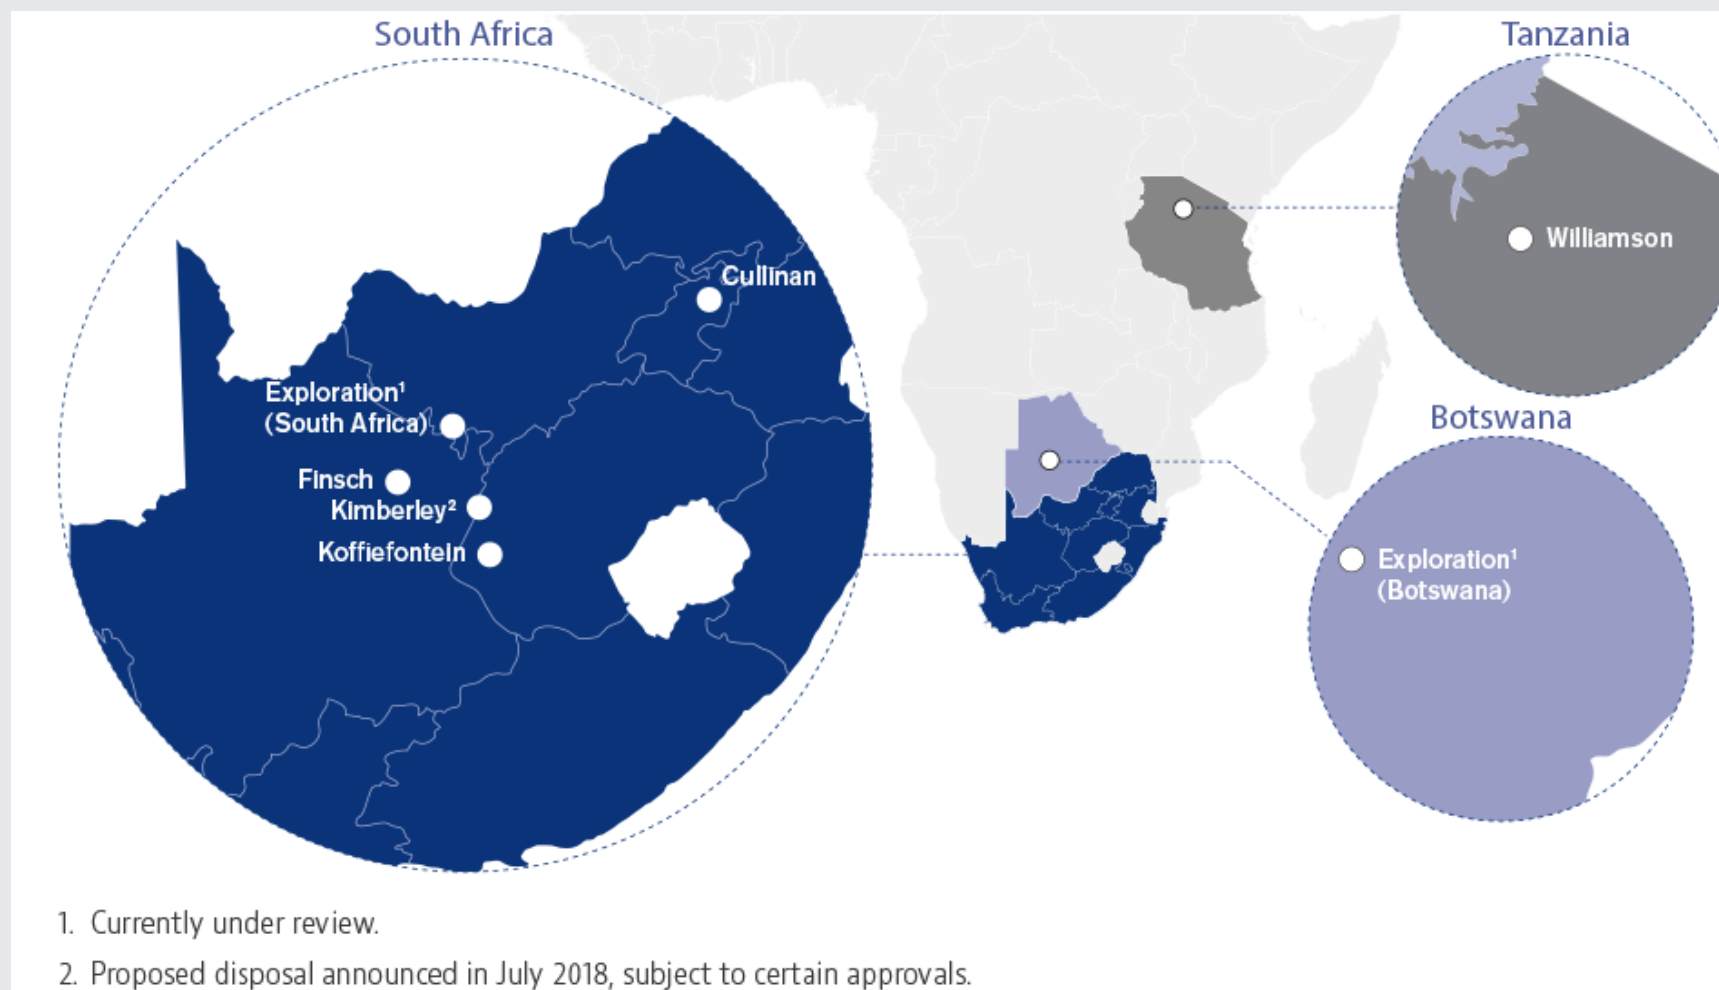 South Africa
Tanzania
Cullinan
Williamson
Exploration¹
(South Africa)
Finsch
Kimberley²
Koffiefontein
Botswana
Exploration¹
(Botswana)
1. Currently under review.
2. Proposed disposal announced in July 2018, subject to certain approvals.